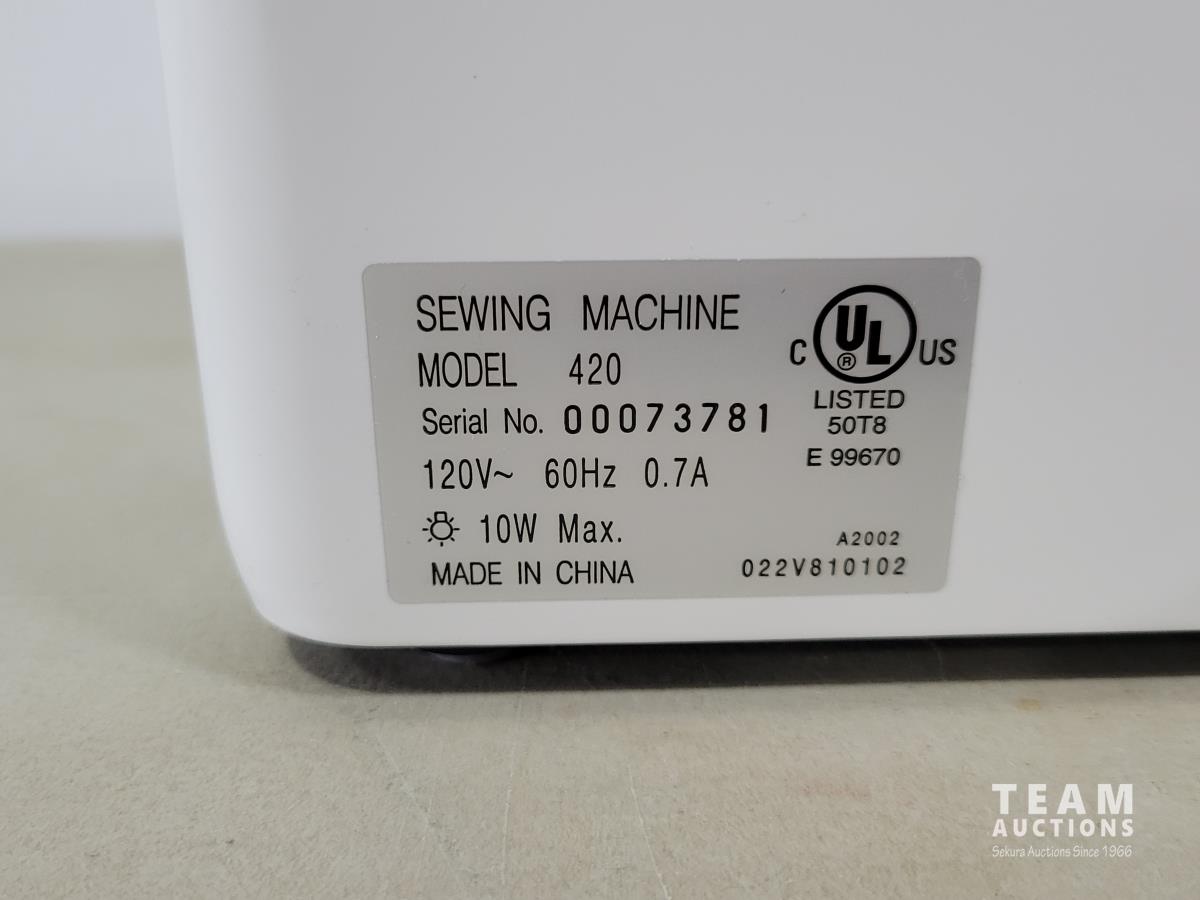 SEWING MACHINE
MODEL 420
Serial No. 00073781
120V~ 60Hz 0.7A
10W Max.
MADE IN CHINA
C UL ® US
LISTED
50T8
E 99670
A2002
022V810102
TEAM
AUCTIONS
Sekura Auctions Since 1966